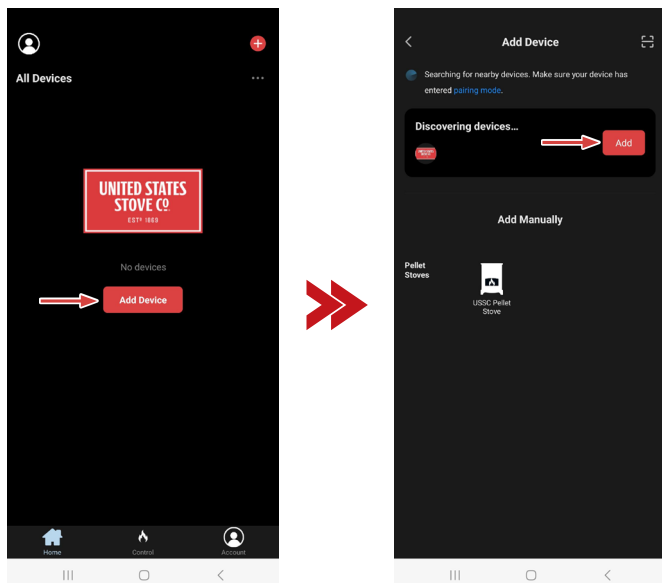 All Devices
UNITED STATES
STOVE CO.
ESTD 1869
No devices
Add Device
Home
Control
Account
Add Device
Searching for nearby devices. Make sure your device has
entered pairing mode.
Discovering devices...
Add
Add Manually
Pellet
Stoves
USSC Pellet
Stove